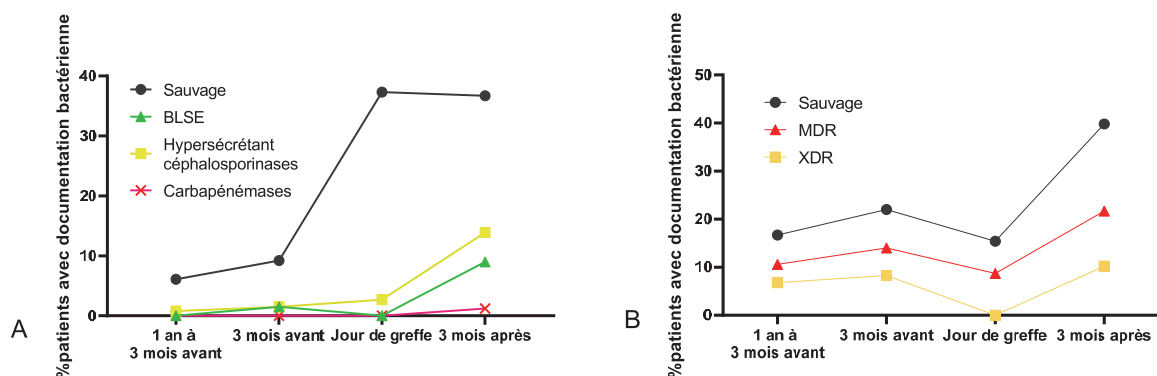 %patients avec documentation bactérienne
40
30
20
10
0
Sauvage
BLSE
Hypersécrétant
céphalosporinases
Carbapénémases
1 an à
3 mois avant
3 mois avant
Jour de greffe
3 mois après
A
%patients avec documentation bactérienne
50
40
30
20
10
0
Sauvage
MDR
XDR
1 an à
3 mois avant
3 mois avant
Jour de greffe
3 mois après
B